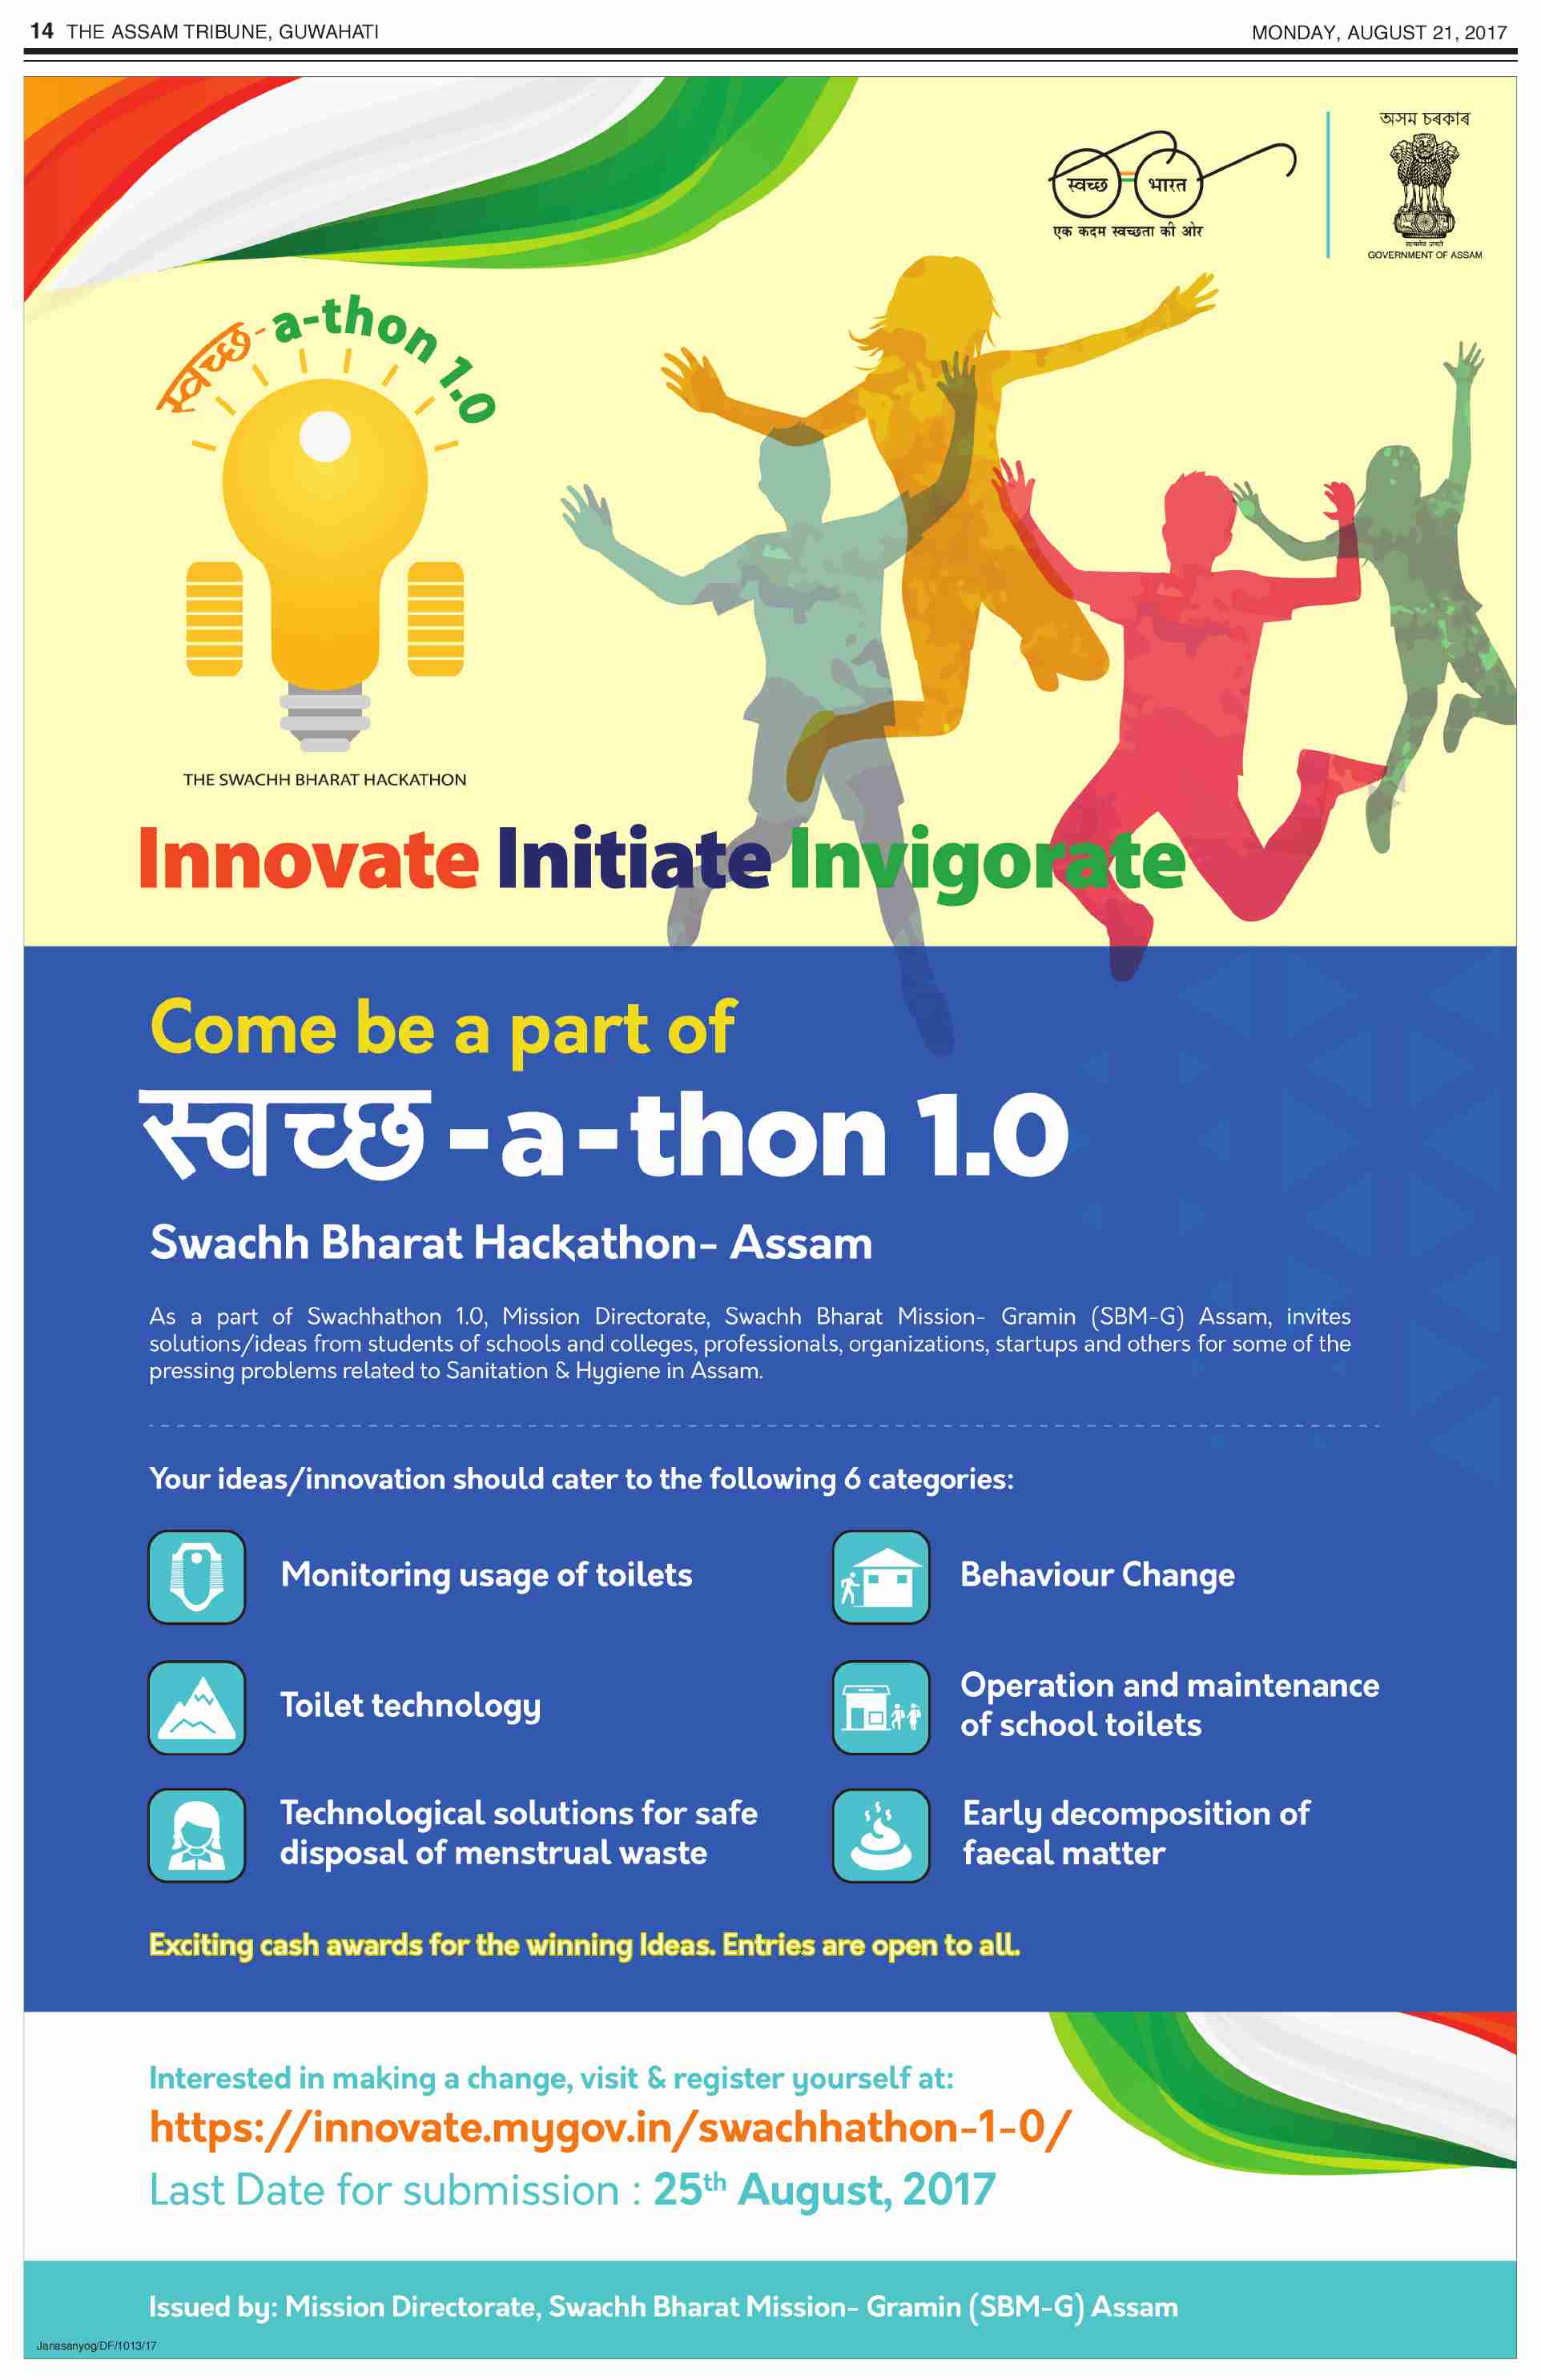 14 THE ASSAM TRIBUNE, GUWAHATI
MONDAY, AUGUST 21, 2017
स्वच्छ भारत
एक कदम स्वच्छता की ओर
অসম চৰকাৰ
सत्यमेव जयते
GOVERNMENT OF ASSAM
स्वच्छ-a-thon 1.0
THE SWACHH BHARAT HACKATHON
Innovate Initiate Invigorate
Come be a part of
स्वच्छ-a-thon 1.0
Swachh Bharat Hackathon- Assam
As a part of Swachhathon 1.0, Mission Directorate, Swachh Bharat Mission- Gramin (SBM-G) Assam, invites
solutions/ideas from students of schools and colleges, professionals, organizations, startups and others for some of the
pressing problems related to Sanitation & Hygiene in Assam.
Your ideas/innovation should cater to the following 6 categories:
Monitoring usage of toilets
Behaviour Change
Toilet technology
Operation and maintenance
of school toilets
Technological solutions for safe
disposal of menstrual waste
Early decomposition of
faecal matter
Exciting cash awards for the winning Ideas. Entries are open to all.
Interested in making a change, visit & register yourself at:
https://innovate.mygov.in/swachhathon-1-0/
Last Date for submission : 25th August, 2017
Issued by: Mission Directorate, Swachh Bharat Mission- Gramin (SBM-G) Assam
Janasanyog/DF/1013/17